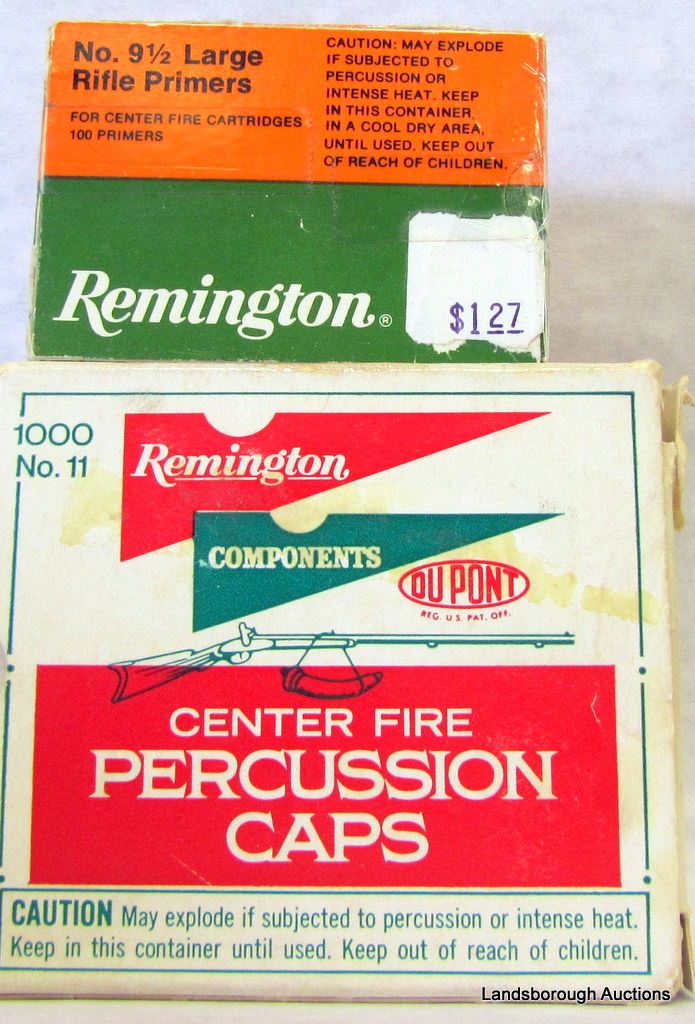 No. 9½ Large
Rifle Primers
FOR CENTER FIRE CARTRIDGES
100 PRIMERS
CAUTION: MAY EXPLODE
IF SUBJECTED TO
PERCUSSION OR
INTENSE HEAT. KEEP
IN THIS CONTAINER,
IN A COOL DRY AREA,
UNTIL USED. KEEP OUT
OF REACH OF CHILDREN.
Remington®
$1.27
1000
No. 11
Remington
COMPONENTS
DU PONT
REG. U.S. PAT. OFF.
CENTER FIRE
PERCUSSION
CAPS
CAUTION May explode if subjected to percussion or intense heat.
Keep in this container until used. Keep out of reach of children.
Landsborough Auctions